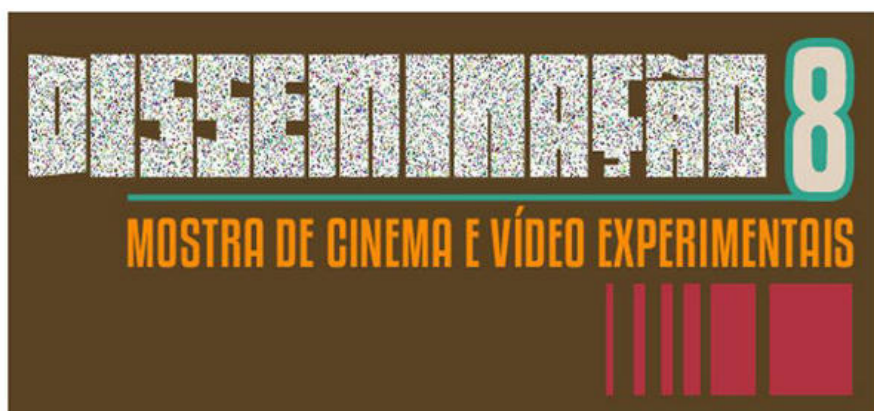 DISSEMINAÇÃO 8
MOSTRA DE CINEMA E VÍDEO EXPERIMENTAIS